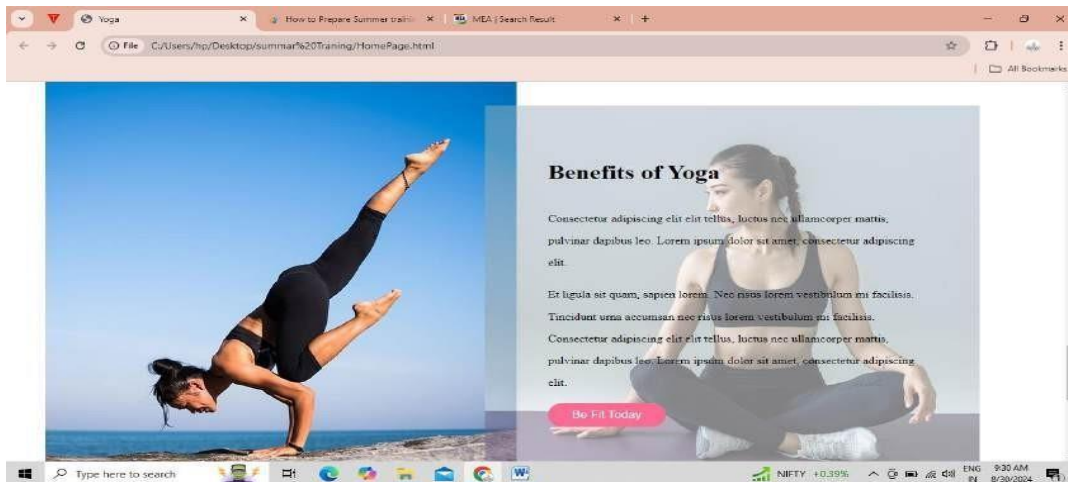 Yoga
How to Prepare Summer traini
MEA | Search Result
File C:/Users/hp/Desktop/summar%20Traning/HomePage.html
All Bookmarks
Benefits of Yoga
Consectetur adipiscing elit elit tellus, luctus nec ullamcorper mattis,
pulvinar dapibus leo. Lorem ipsum dolor sit amet, consectetur adipiscing
elit.
Et ligula sit quam, sapien lorem. Nec risus lorem vestibulum mi facilisis.
Tincidunt urna accumsan nec risus lorem vestibulum mi facilisis.
Consectetur adipiscing elit elit tellus, luctus nec ullamcorper mattis,
pulvinar dapibus leo. Lorem ipsum dolor sit amet, consectetur adipiscing
elit.
Be Fit Today
Type here to search
NIFTY +0.39%
ENG 9:30 AM
IN 8/30/2024